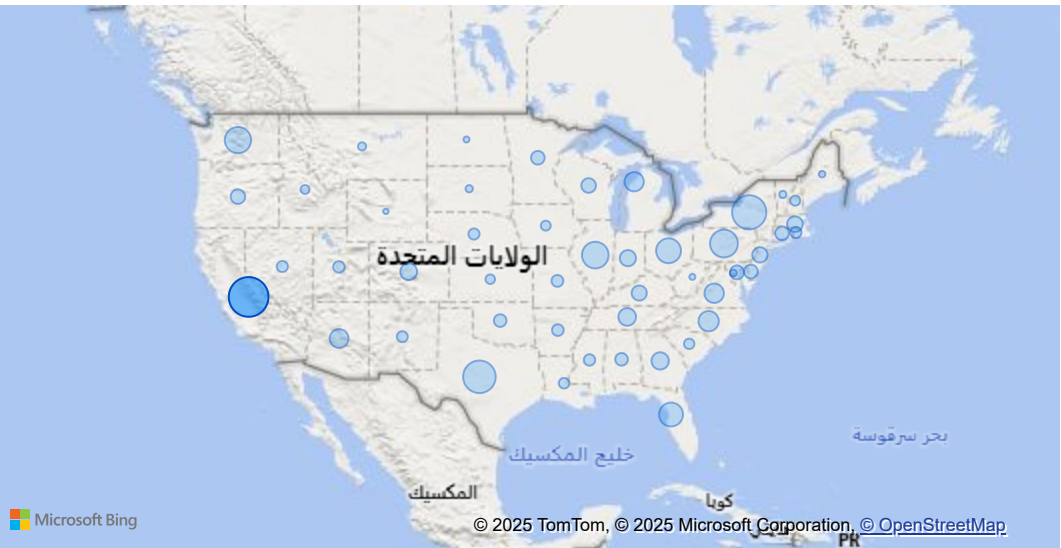 الولايات المتحدة
بحر سرقوسة
خليج المكسيك
المكسيك
كوبا
PR
Microsoft Bing
© 2025 TomTom, © 2025 Microsoft Corporation, © OpenStreetMap